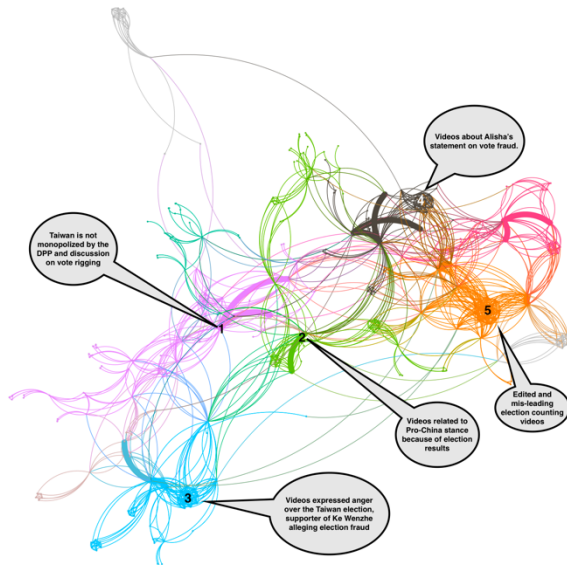 Videos about Alisha's
statement on vote fraud.
4
Taiwan is not
monopolized by the
DPP and discussion
on vote rigging
1
2
5
Edited and
mis-leading
election counting
videos
Videos related to
Pro-China stance
because of election
results
3
Videos expressed anger
over the Taiwan election,
supporter of Ke Wenzhe
alleging election fraud